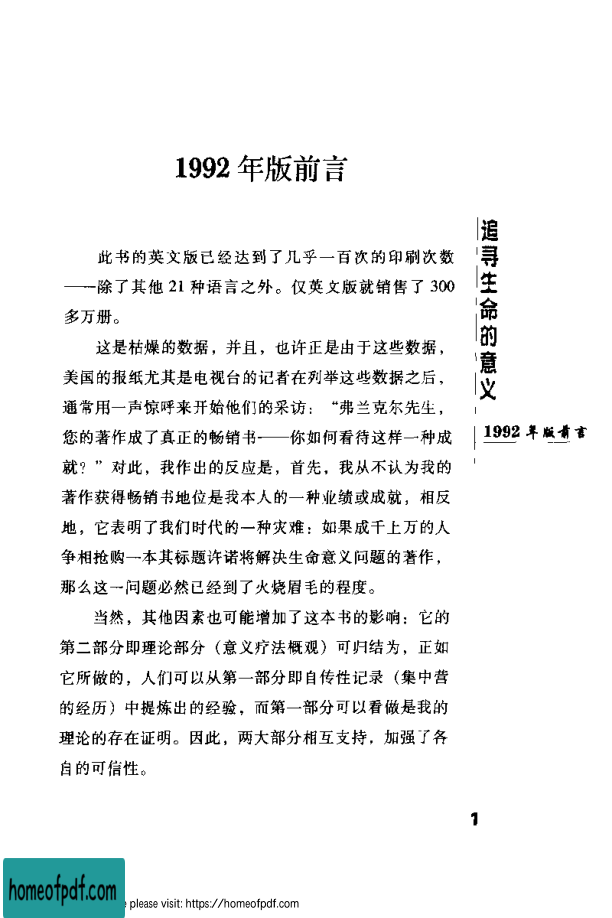 1992 年版前言
此书的英文版已经达到了几乎一百次的印刷次数
——除了其他 21 种语言之外。仅英文版就销售了 300
多万册。
这是枯燥的数据，并且，也许正是由于这些数据，
美国的报纸尤其是电视台的记者在列举这些数据之后，
通常用一声惊呼来开始他们的采访：“弗兰克尔先生，
您的著作成了真正的畅销书——你如何看待这样一种成
就？”对此，我作出的反应是，首先，我从不认为我的
著作获得畅销书地位是我本人的一种业绩或成就，相反
地，它表明了我们时代的一种灾难：如果成千上万的人
争相抢购一本其标题许诺将解决生命意义问题的著作，
那么这一问题必然已经到了火烧眉毛的程度。
当然，其他因素也可能增加了这本书的影响：它的
第二部分即理论部分（意义疗法概观）可归结为，正如
它所做的，人们可以从第一部分即自传性记录（集中营
的经历）中提炼出的经验，而第一部分可以看做是我的
理论的存在证明。因此，两大部分相互支持，加强了各
自的可信性。
追寻生命的意义
1992 年版前言
1
homeofpdf.com
please visit: https://homeofpdf.com